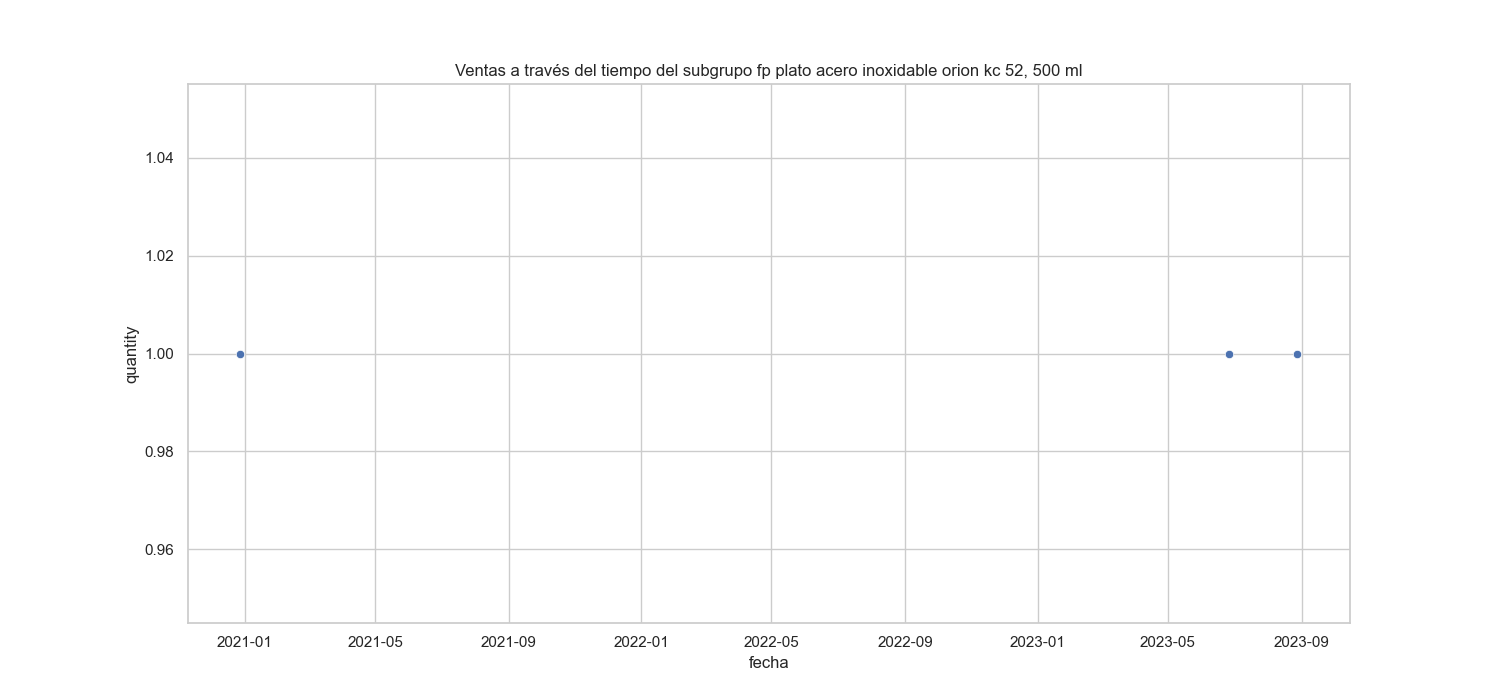 Ventas a través del tiempo del subgrupo fp plato acero inoxidable orion kc 52, 500 ml
1.04
1.02
1.00
0.98
0.96
quantity
2021-01 2021-05 2021-09 2022-01 2022-05 2022-09 2023-01 2023-05 2023-09
fecha